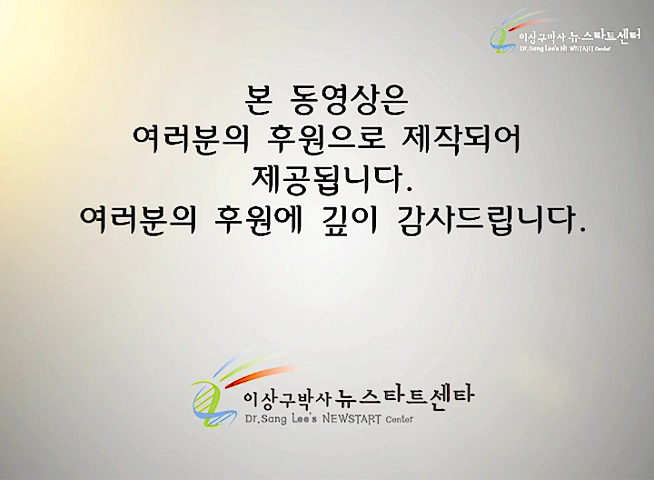 이상구박사 뉴스타트센터
Dr.Sang Lee's NEWSTART Center
본 동영상은
여러분의 후원으로 제작되어
제공됩니다.
여러분의 후원에 깊이 감사드립니다.
이상구박사 뉴스타트센타
Dr.Sang Lee's NEWSTART Center